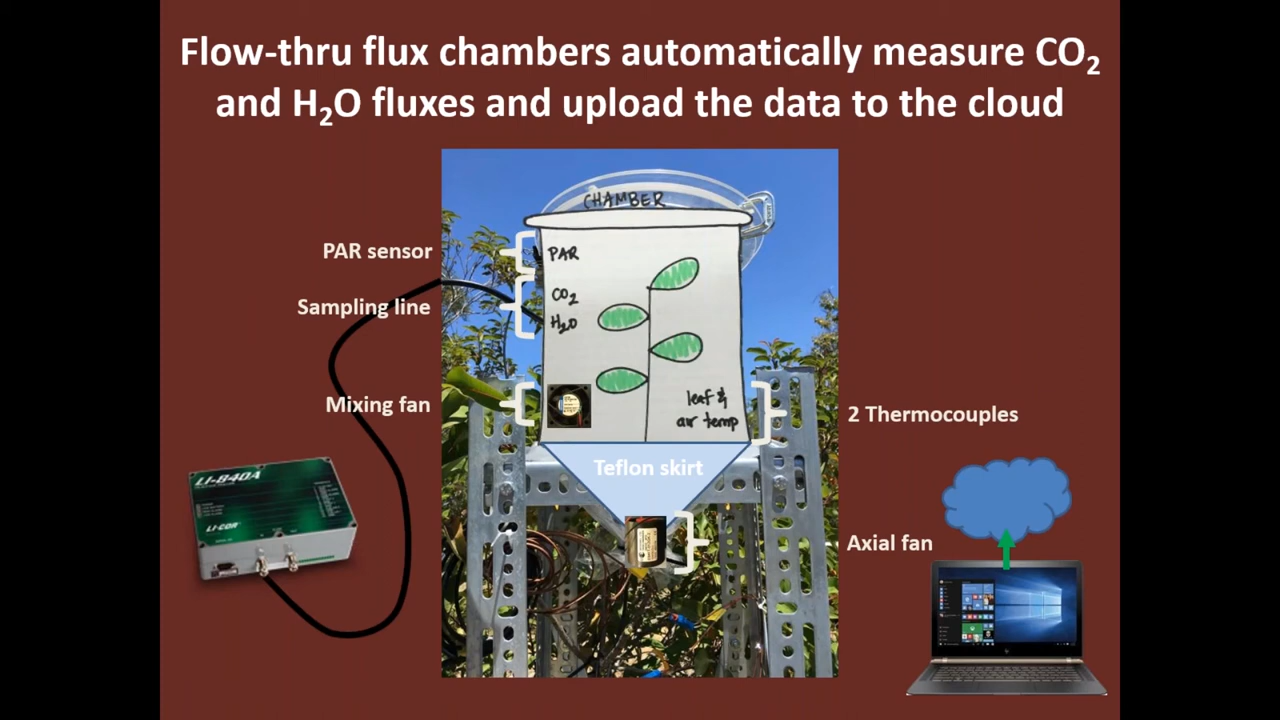 Flow-thru flux chambers automatically measure CO₂
and H₂O fluxes and upload the data to the cloud
CHAMBER
PAR sensor
PAR
Sampling line
CO₂
H₂O
Mixing fan
leaf &
air temp
2 Thermocouples
Teflon skirt
LI-840A
LI-COR
Axial fan